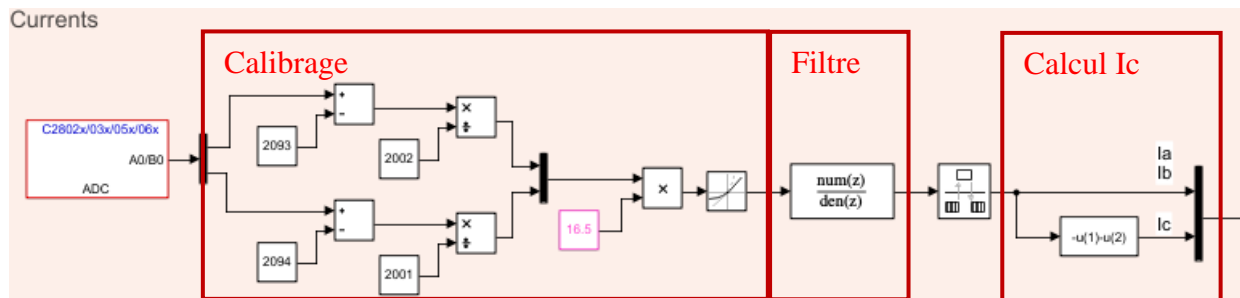 Currents
Calibrage
Filtre
Calcul Ic
C2802x/03x/05x/06x
A0/B0
ADC
+
−
2093
×
÷
2002
+
−
2094
×
÷
2001
16.5
×
num(z)
den(z)
Ia
Ib
Ic
-u(1)-u(2)